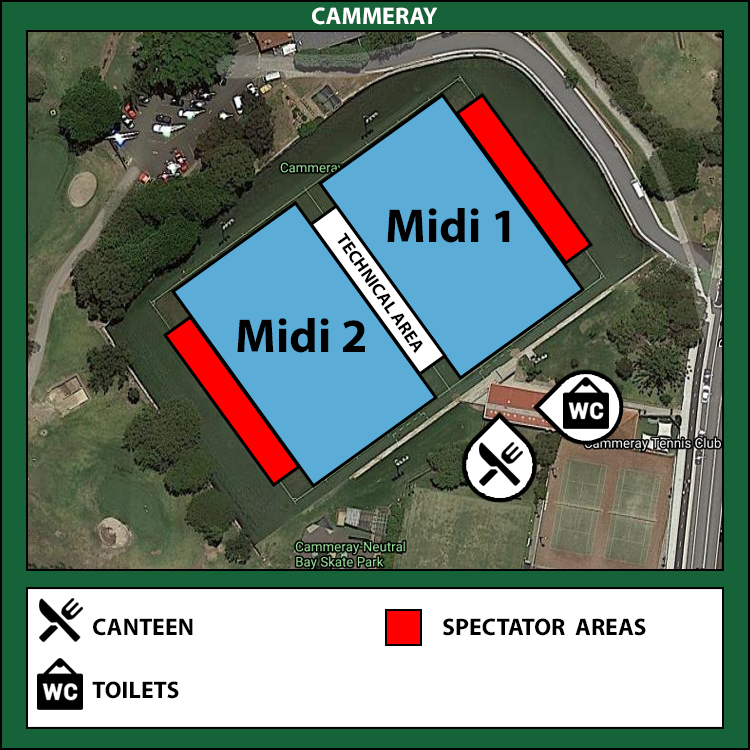 CAMMERAY
Cammeray
Midi 1
TECHNICAL AREA
Midi 2
WC
Cammeray Tennis Club
Cammeray-Neutral
Bay Skate Park
CANTEEN
SPECTATOR AREAS
WC
TOILETS